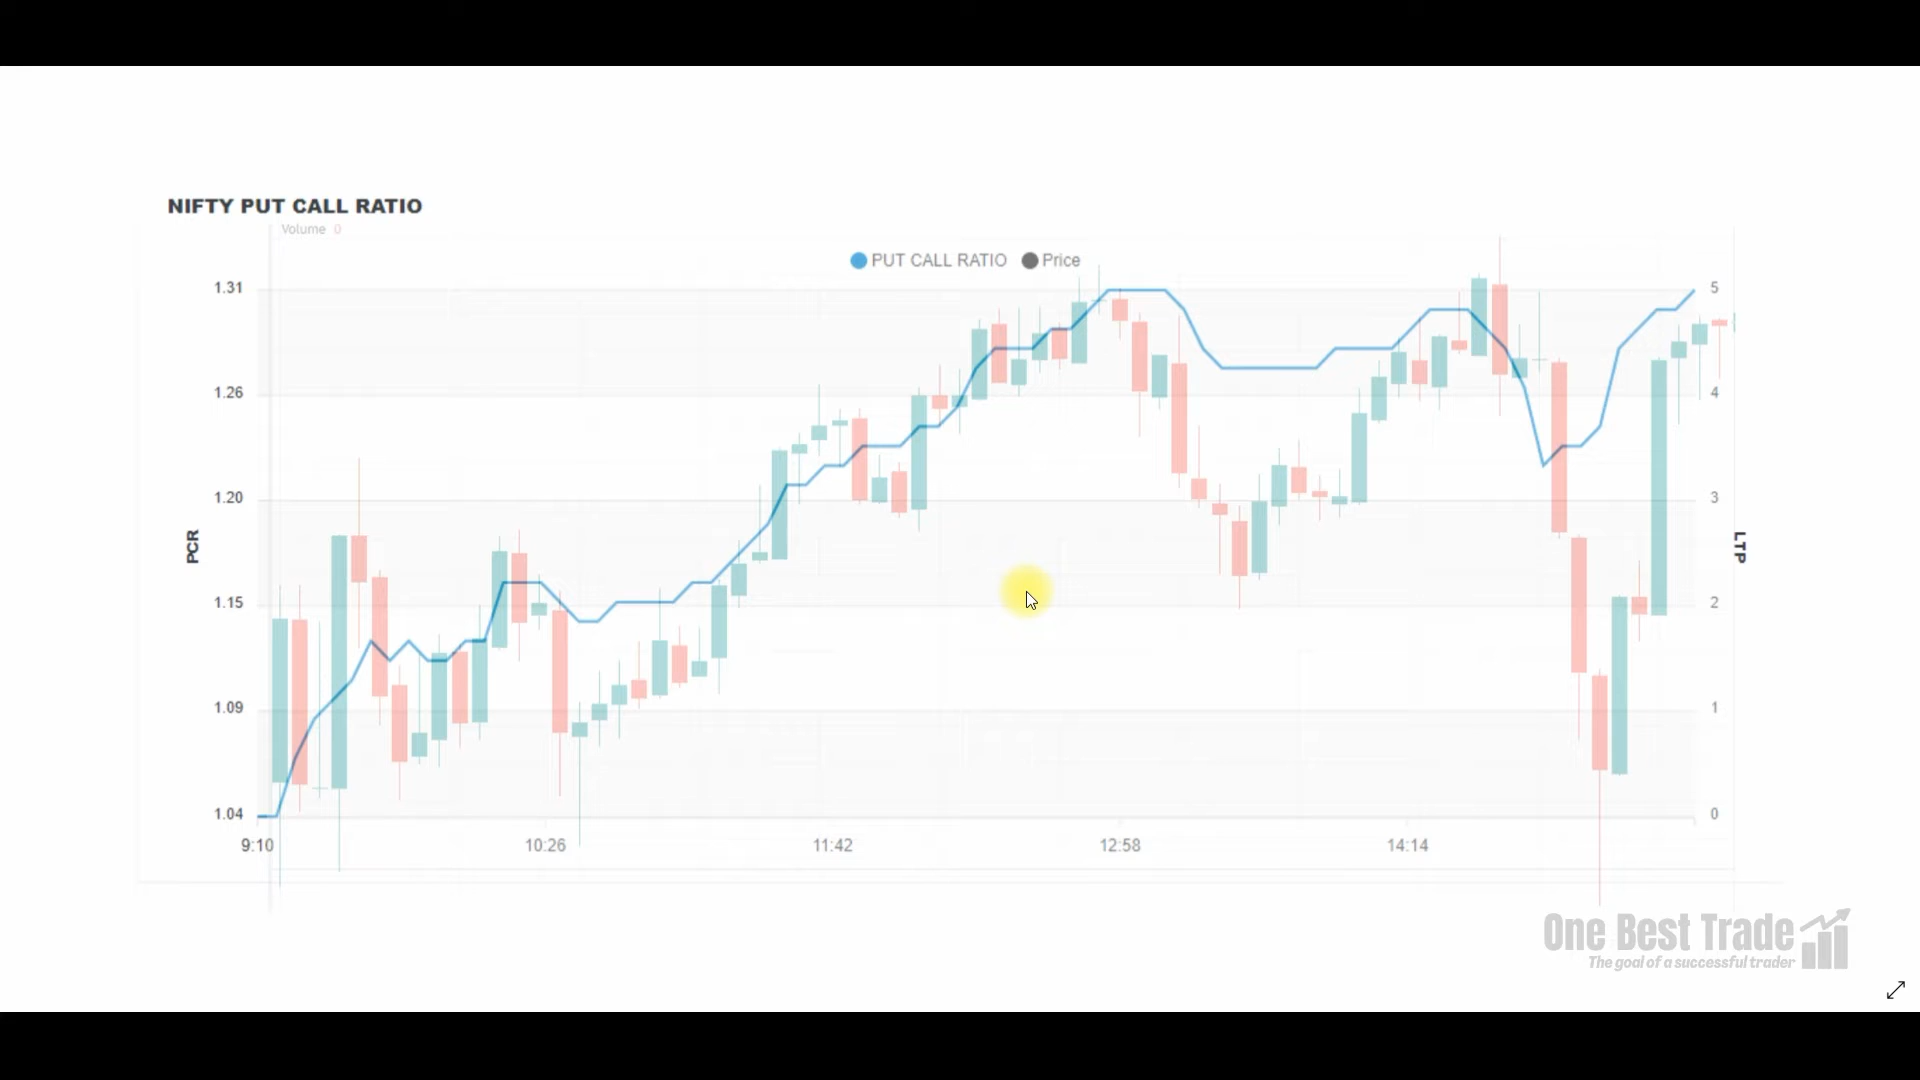 NIFTY PUT CALL RATIO
Volume 0
PUT CALL RATIO Price
1.31 5
1.26 4
1.20 3
PCR LTP
1.15 2
1.09 1
1.04 0
9:10 10:26 11:42 12:58 14:14
One Best Trade
The goal of a successful trader